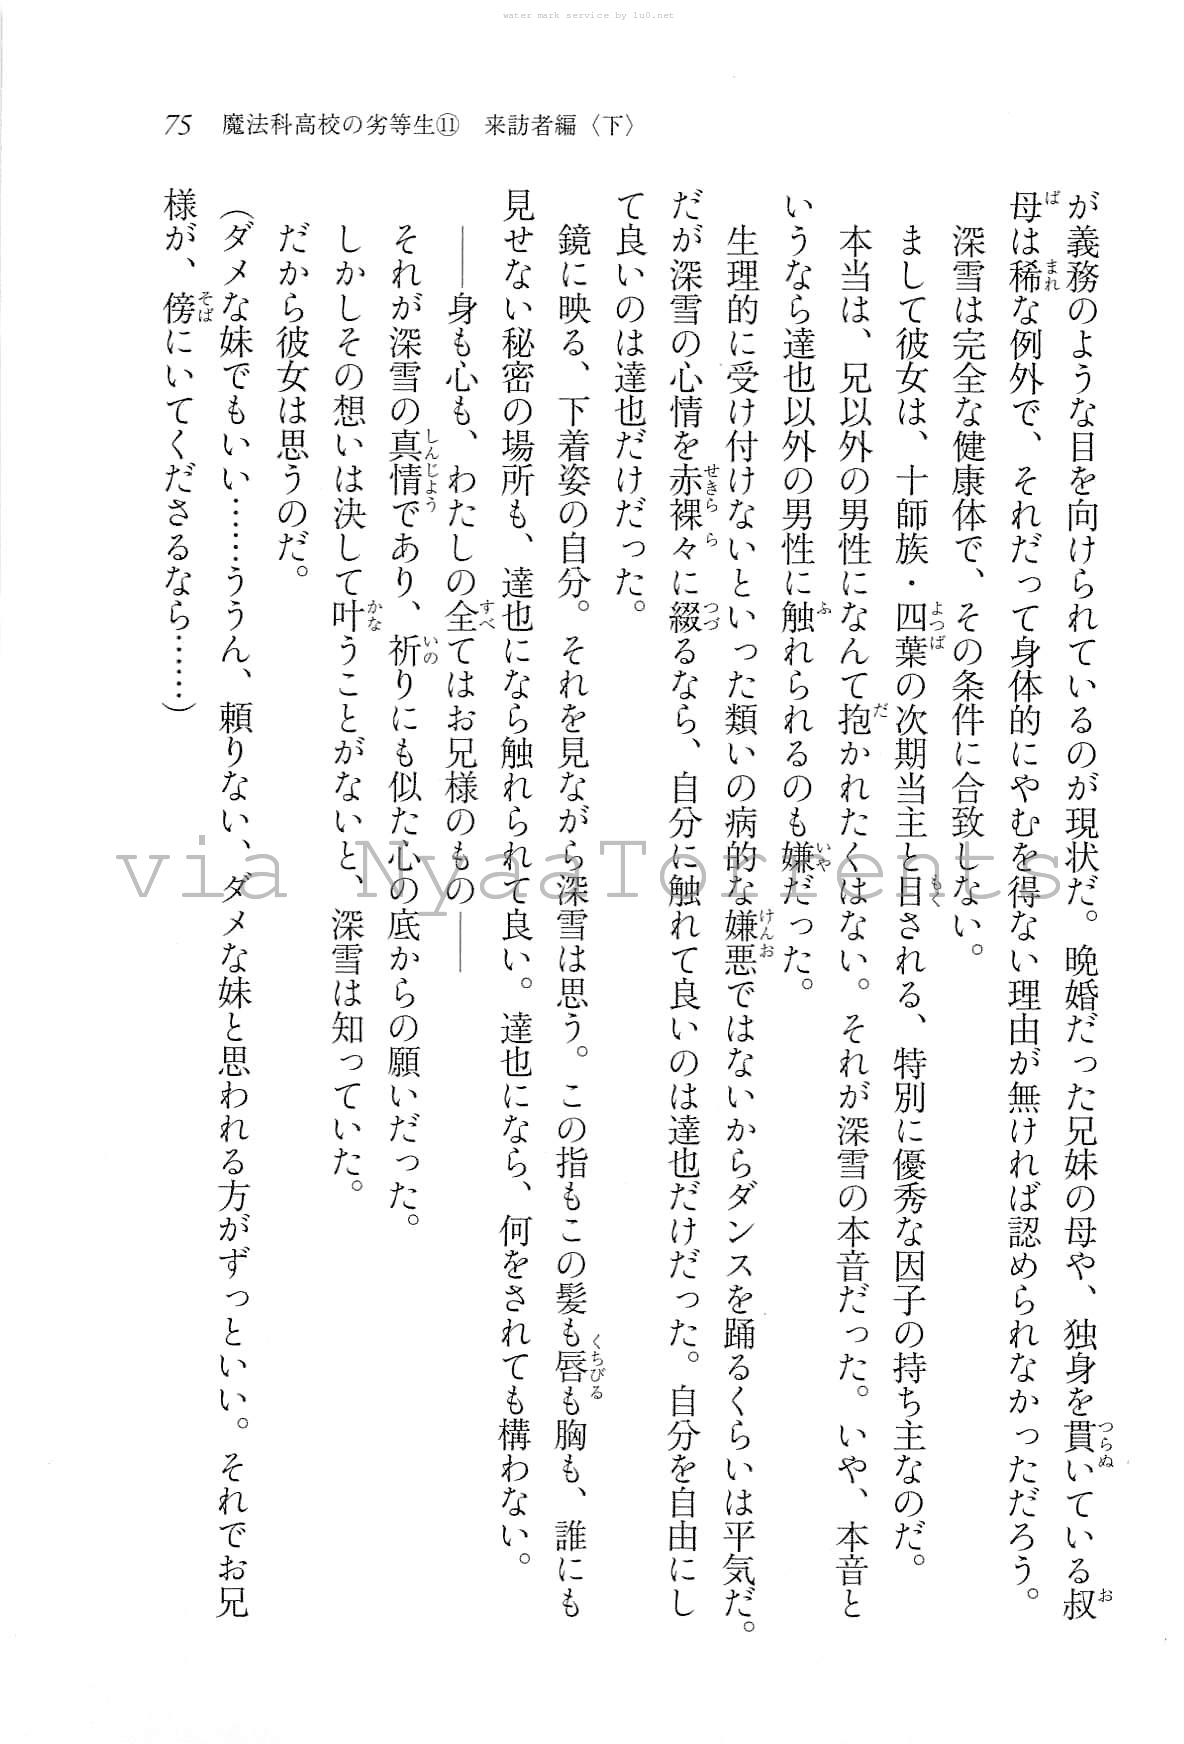 water mark service by lu0.net
75 魔法科高校の劣等生⑪ 来訪者編〈下〉
が義務のような目を向けられているのが現状だ。晩婚だった兄妹の母や、独身を貫いている叔
母は稀な例外で、それだって身体的にやむを得ない理由が無ければ認められなかっただろう。
深雪は完全な健康体で、その条件に合致しない。
まして彼女は、十師族・四葉の次期当主と目される、特別に優秀な因子の持ち主なのだ。
本当は、兄以外の男性になんて抱かれたくはない。それが深雪の本音だった。いや、本音と
いうなら達也以外の男性に触れられるのも嫌だった。
生理的に受け付けないといった類いの病的な嫌悪ではないからダンスを踊るくらいは平気だ。
だが深雪の心情を赤裸々に綴るなら、自分に触れて良いのは達也だけだった。自分を自由にし
て良いのは達也だけだった。
鏡に映る、下着姿の自分。それを見ながら深雪は思う。この指もこの髪も唇も胸も、誰にも
見せない秘密の場所も、達也になら触れられて良い。達也になら、何をされても構わない。
――身も心も、わたしの全てはお兄様のもの――
それが深雪の真情であり、祈りにも似た心の底からの願いだった。
しかしその想いは決して叶うことがないと、深雪は知っていた。
だから彼女は思うのだ。
（ダメな妹でもいい……ううん、頼りない、ダメな妹と思われる方がずっといい。それでお兄
様が、傍にいてくださるなら……）
via NyaaTorrents